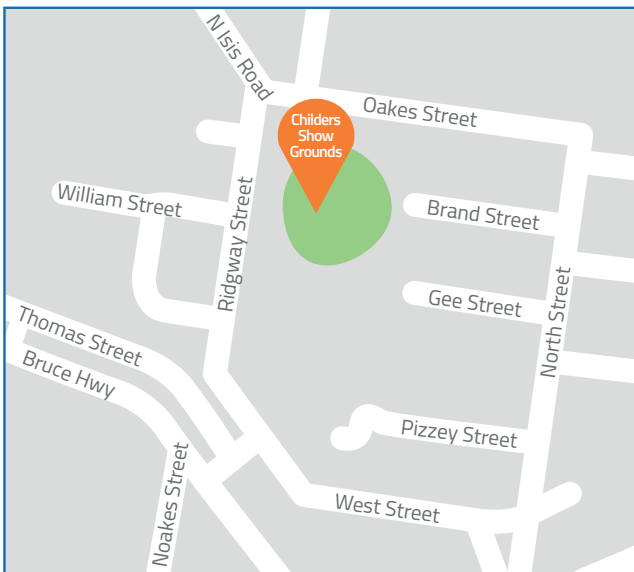 N Isis Road
Oakes Street
Childers
Show
Grounds
William Street
Brand Street
Ridgway Street
Gee Street
North Street
Thomas Street
Bruce Hwy
Pizzey Street
Noakes Street
West Street